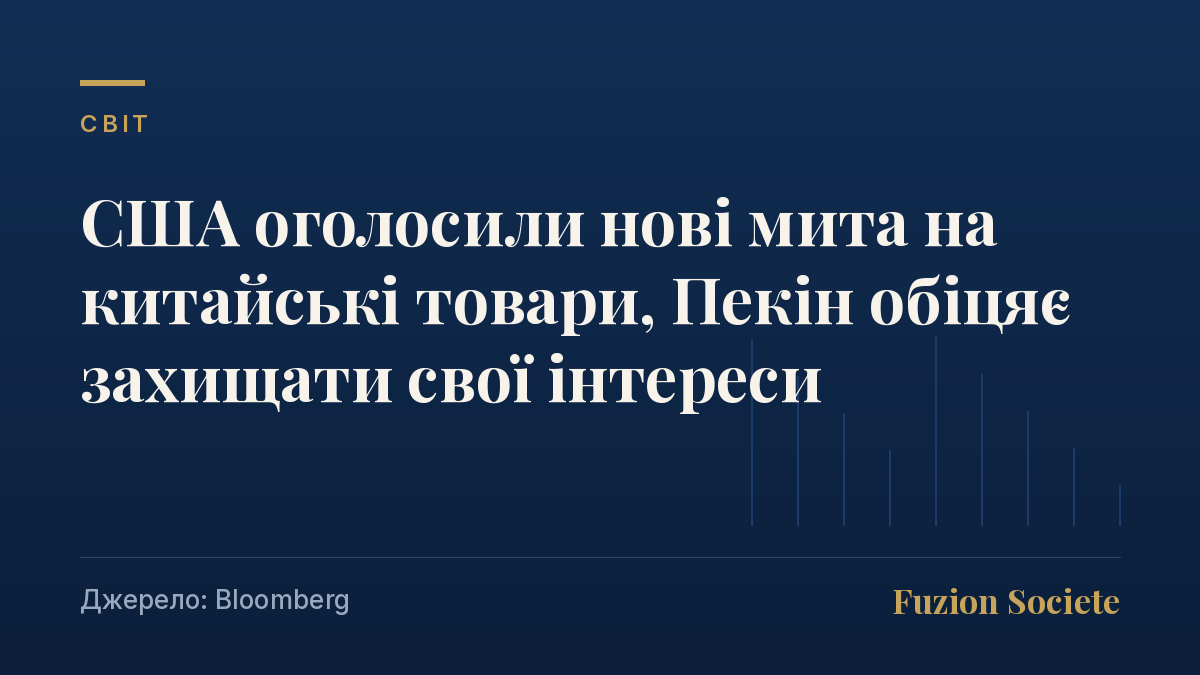 СВІТ
США оголосили нові мита на
китайські товари, Пекін обіцяє
захищати свої інтереси
Джерело: Bloomberg
Fuzion Societe